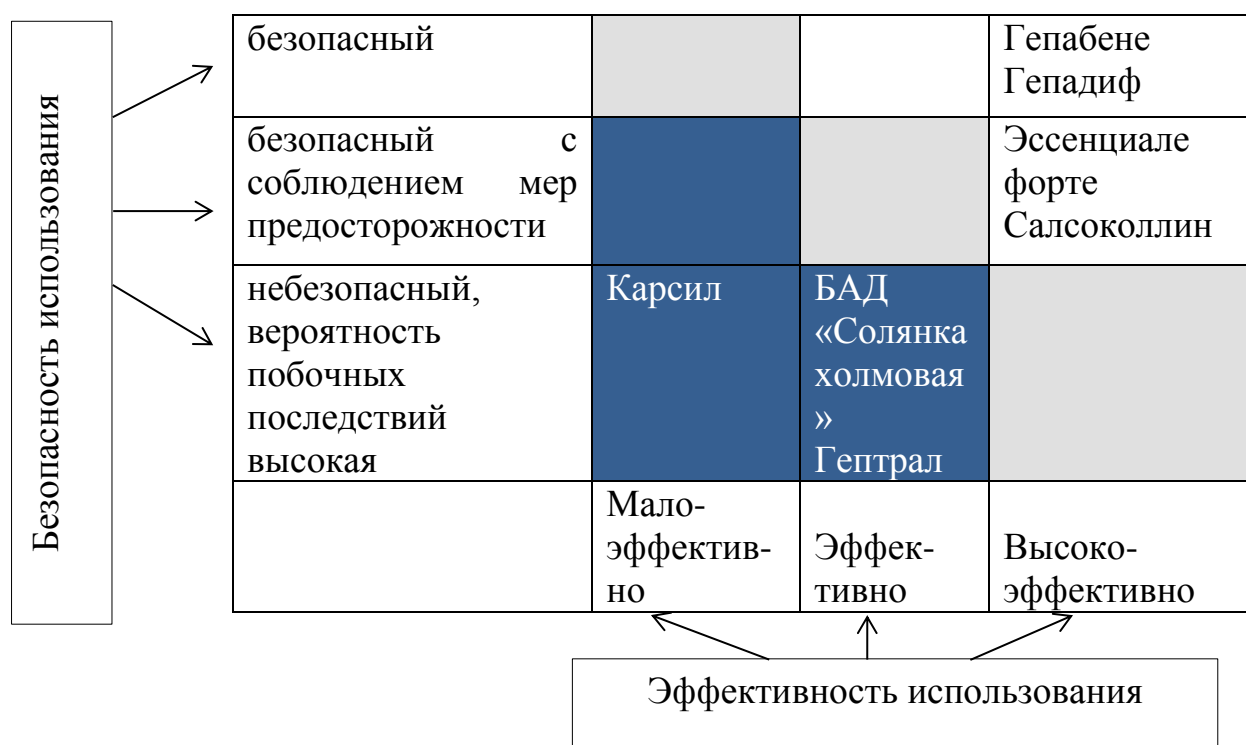 Безопасность использования
безопасный
Гепабене
Гепадиф
безопасный с
соблюдением мер
предосторожности
Эссенциале
форте
Салсоколлин
небезопасный,
вероятность
побочных
последствий
высокая
Карсил
БАД
«Солянка
холмовая
»
Гептрал
Мало-
эффектив-
но
Эффек-
тивно
Высоко-
эффективно
Эффективность использования